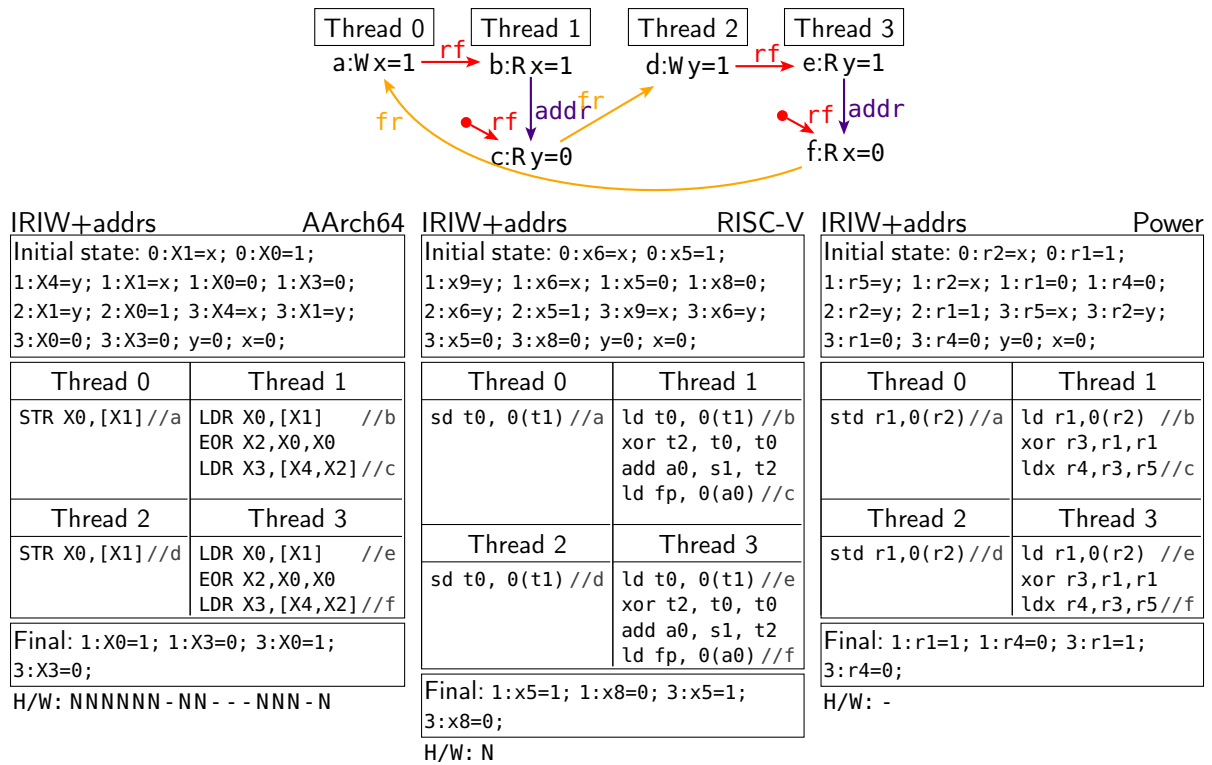 Thread 0 Thread 1 Thread 2 Thread 3
a:W x=1 rf b:R x=1 d:W y=1 rf e:R y=1
fr rf addr fr rf addr
c:R y=0 f:R x=0
IRIW+addrs AArch64
Initial state: 0:X1=x; 0:X0=1;
1:X4=y; 1:X1=x; 1:X0=0; 1:X3=0;
2:X1=y; 2:X0=1; 3:X4=x; 3:X1=y;
3:X0=0; 3:X3=0; y=0; x=0;
Thread 0 Thread 1
STR X0,[X1]//a LDR X0,[X1] //b
EOR X2,X0,X0
LDR X3,[X4,X2]//c
Thread 2 Thread 3
STR X0,[X1]//d LDR X0,[X1] //e
EOR X2,X0,X0
LDR X3,[X4,X2]//f
Final: 1:X0=1; 1:X3=0; 3:X0=1;
3:X3=0;
H/W: NNNNNN-NN---NNN-N
IRIW+addrs RISC-V
Initial state: 0:x6=x; 0:x5=1;
1:x9=y; 1:x6=x; 1:x5=0; 1:x8=0;
2:x6=y; 2:x5=1; 3:x9=x; 3:x6=y;
3:x5=0; 3:x8=0; y=0; x=0;
Thread 0 Thread 1
sd t0, 0(t1)//a ld t0, 0(t1)//b
xor t2, t0, t0
add a0, s1, t2
ld fp, 0(a0)//c
Thread 2 Thread 3
sd t0, 0(t1)//d ld t0, 0(t1)//e
xor t2, t0, t0
add a0, s1, t2
ld fp, 0(a0)//f
Final: 1:x5=1; 1:x8=0; 3:x5=1;
3:x8=0;
H/W: N
IRIW+addrs Power
Initial state: 0:r2=x; 0:r1=1;
1:r5=y; 1:r2=x; 1:r1=0; 1:r4=0;
2:r2=y; 2:r1=1; 3:r5=x; 3:r2=y;
3:r1=0; 3:r4=0; y=0; x=0;
Thread 0 Thread 1
std r1,0(r2)//a ld r1,0(r2) //b
xor r3,r1,r1
ldx r4,r3,r5//c
Thread 2 Thread 3
std r1,0(r2)//d ld r1,0(r2) //e
xor r3,r1,r1
ldx r4,r3,r5//f
Final: 1:r1=1; 1:r4=0; 3:r1=1;
3:r4=0;
H/W: -